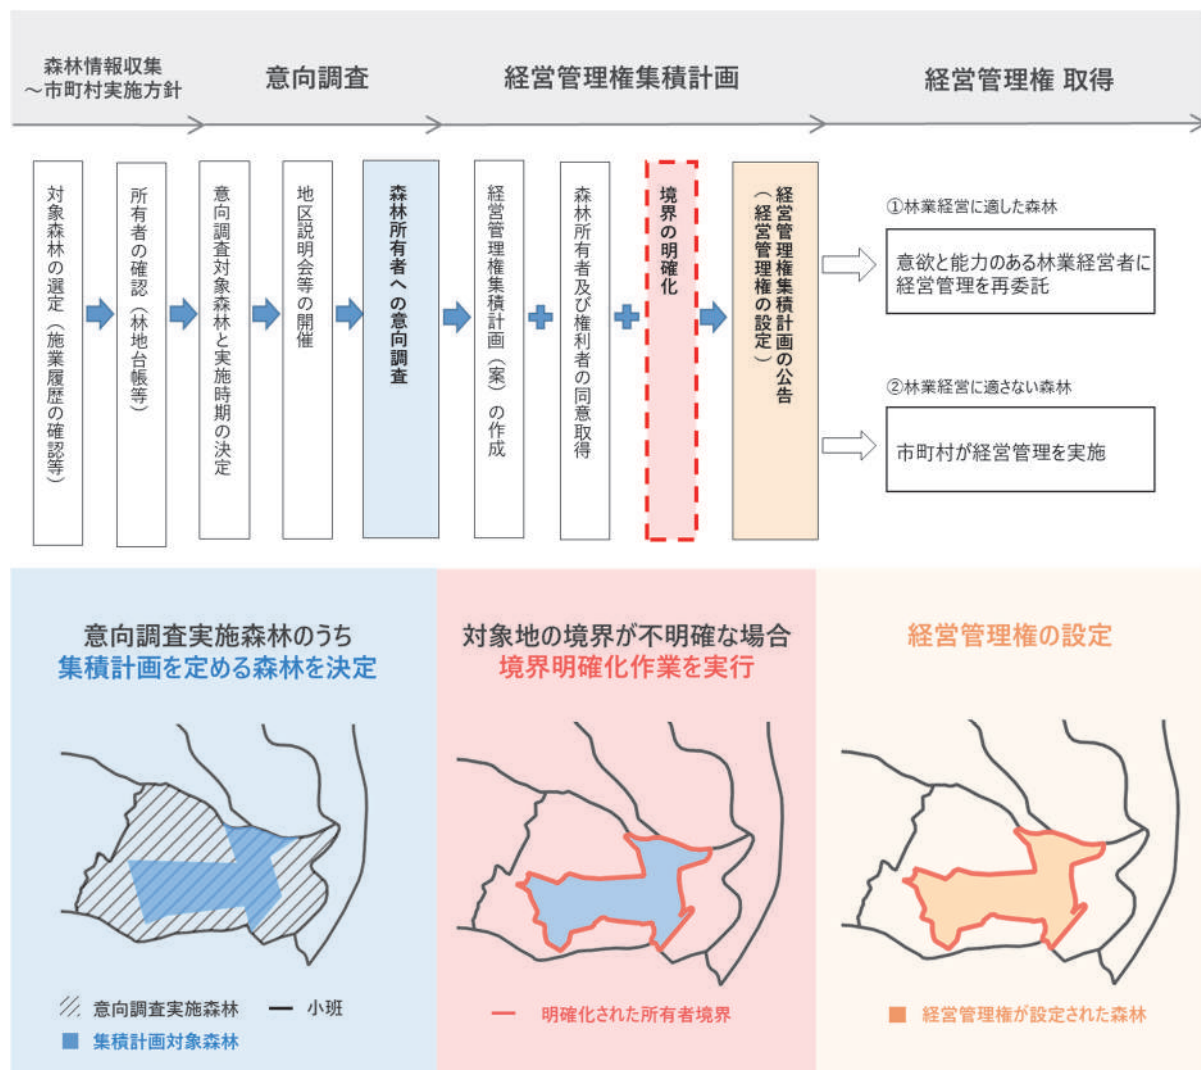 森林情報収集
～市町村実施方針
意向調査
経営管理権集積計画
経営管理権 取得
対象森林の選定（施業履歴の確認等）
所有者の確認（林地台帳等）
意向調査対象森林と実施時期の決定
地区説明会等の開催
森林所有者への意向調査
経営管理権集積計画（案）の作成
森林所有者及び権利者の同意取得
境界の明確化
経営管理権集積計画の公告
（経営管理権の設定）
①林業経営に適した森林
意欲と能力のある林業経営者に
経営管理を再委託
②林業経営に適さない森林
市町村が経営管理を実施
意向調査実施森林のうち
集積計画を定める森林を決定
意向調査実施森林
小班
集積計画対象森林
対象地の境界が不明確な場合
境界明確化作業を実行
明確化された所有者境界
経営管理権の設定
経営管理権が設定された森林